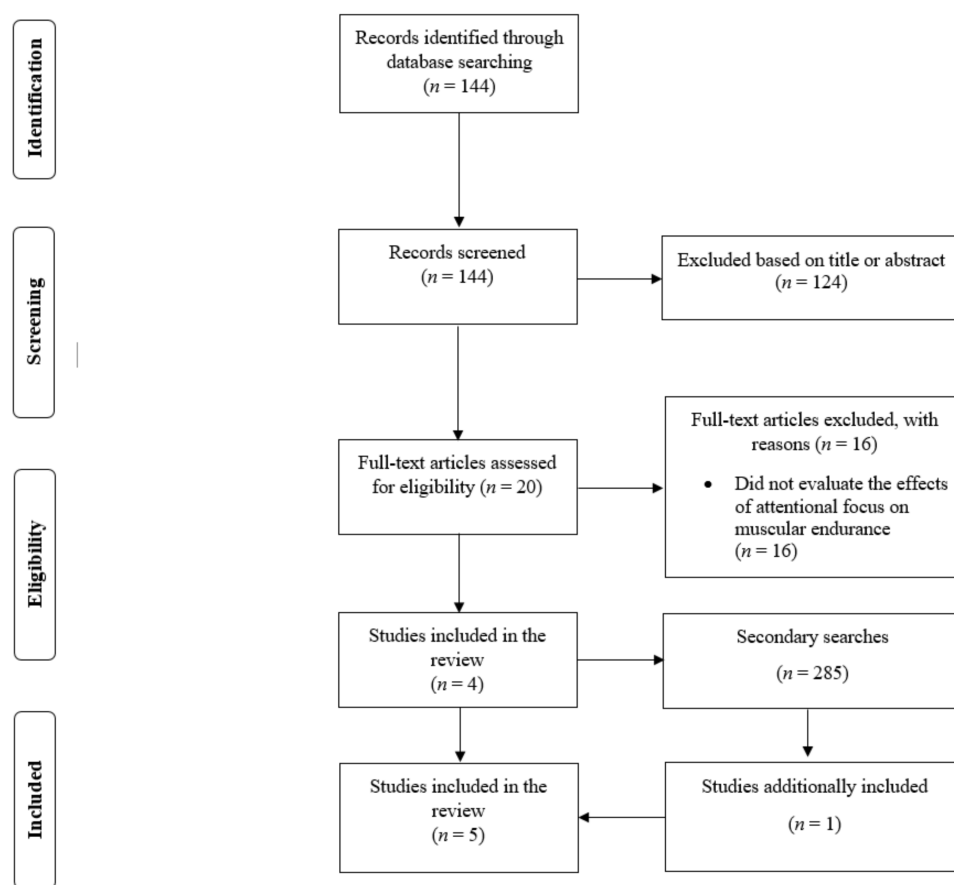 Identification
Records identified through
database searching
(n = 144)
Screening
Records screened
(n = 144)
Excluded based on title or abstract
(n = 124)
Eligibility
Full-text articles assessed
for eligibility (n = 20)
Full-text articles excluded, with
reasons (n = 16)
• Did not evaluate the effects
of attentional focus on
muscular endurance
(n = 16)
Studies included in the
review
(n = 4)
Secondary searches
(n = 285)
Included
Studies included in the
review
(n = 5)
Studies additionally included
(n = 1)